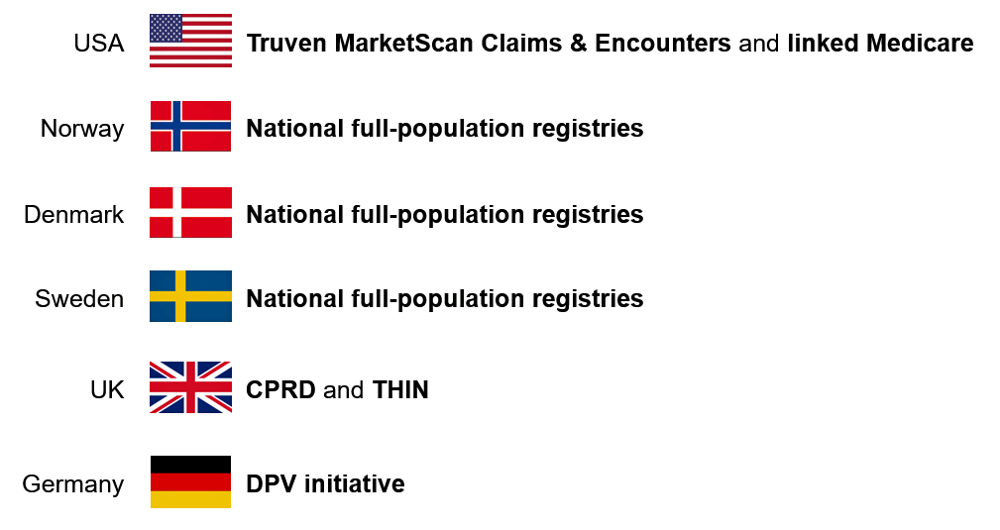 USA Truven MarketScan Claims & Encounters and linked Medicare
Norway National full-population registries
Denmark National full-population registries
Sweden National full-population registries
UK CPRD and THIN
Germany DPV initiative